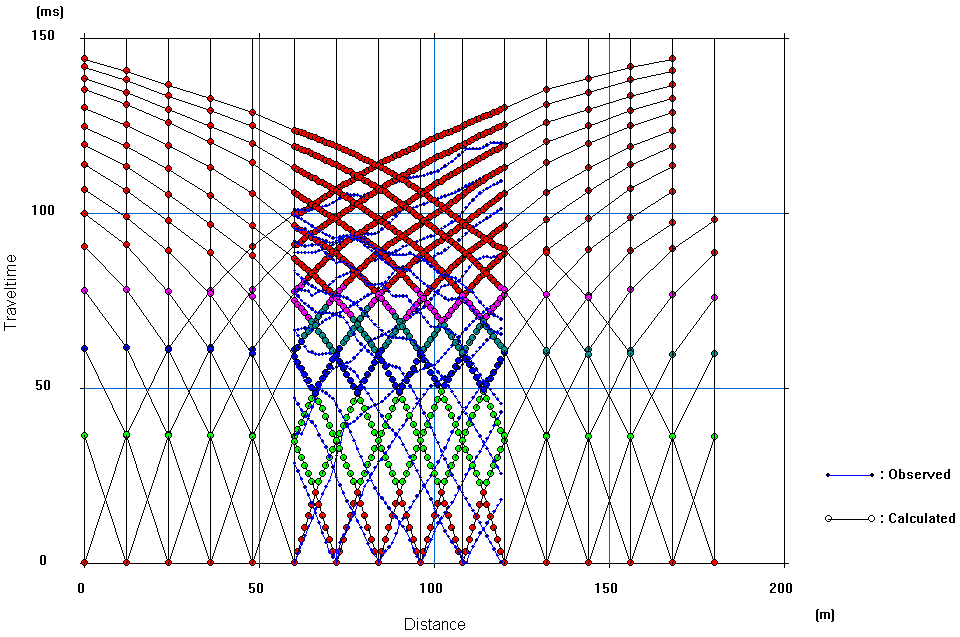 (ms)
150
100
50
0
Traveltime
0 50 100 150 200
(m)
Distance
: Observed
: Calculated